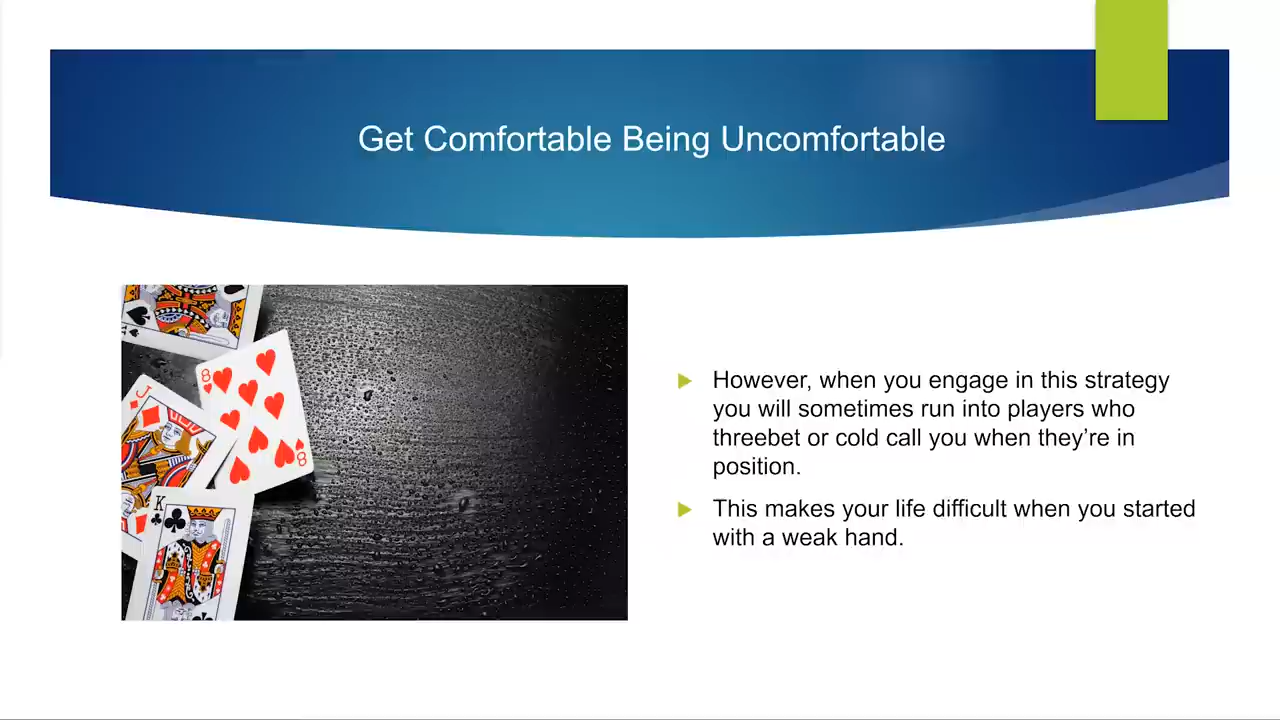 Get Comfortable Being Uncomfortable
However, when you engage in this strategy
you will sometimes run into players who
threebet or cold call you when they're in
position.
This makes your life difficult when you started
with a weak hand.
J
8
8
K